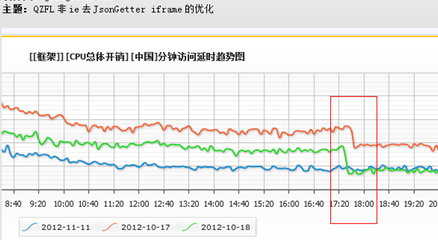 主题: QZFL 非 ie 去 JsonGetter iframe 的优化
[[框架]] [CPU总体开销] [中国]分钟访问延时趋势图
8:40 9:20 10:00 10:40 11:20 12:00 12:40 13:20 14:00 14:40 15:20 16:00 16:40 17:20 18:00 18:40 19:20 20
2012-11-11 2012-10-17 2012-10-18